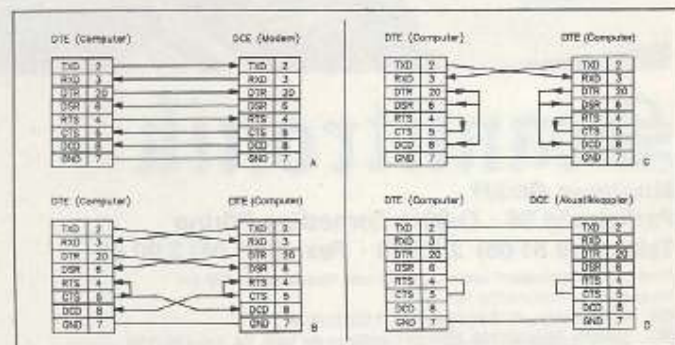 DTE (Computer)
DCE (Modem)
TXD 2
RXD 3
DTR 20
DSR 6
RTS 4
CTS 5
DCD 8
GND 7
TXD 2
RXD 3
DTR 20
DSR 6
RTS 4
CTS 5
DCD 8
GND 7
A
DTE (Computer)
DTE (Computer)
TXD 2
RXD 3
DTR 20
DSR 6
RTS 4
CTS 5
DCD 8
GND 7
TXD 2
RXD 3
DTR 20
DSR 6
RTS 4
CTS 5
DCD 8
GND 7
C
DTE (Computer)
DTE (Computer)
TXD 2
RXD 3
DTR 20
DSR 6
RTS 4
CTS 5
DCD 8
GND 7
TXD 2
RXD 3
DTR 20
DSR 6
RTS 4
CTS 5
DCD 8
GND 7
B
DTE (Computer)
DCE (Akustikkoppler)
TXD 2
RXD 3
DTR 20
DSR 6
RTS 4
CTS 5
DCD 8
GND 7
TXD 2
RXD 3
DTR 20
DSR 6
RTS 4
CTS 5
DCD 8
GND 7
D